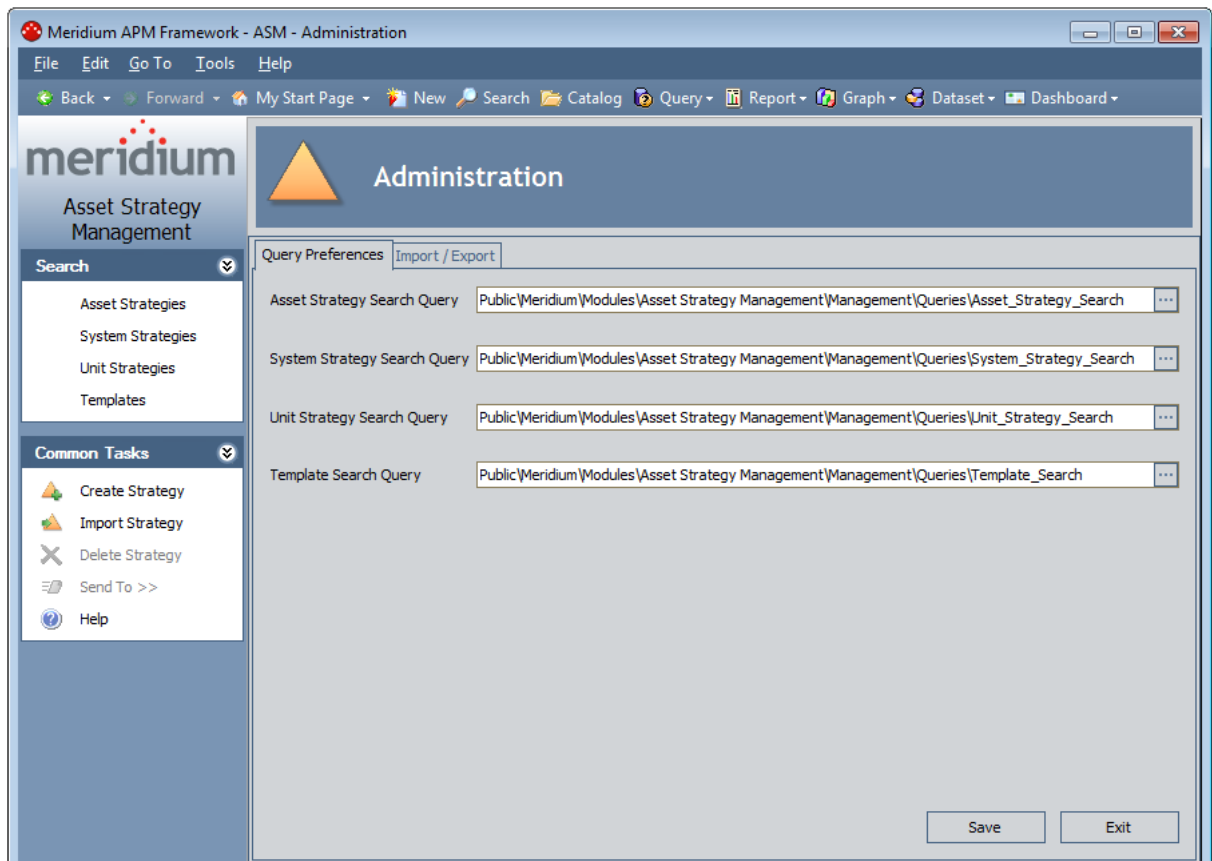 Meridium APM Framework - ASM - Administration
File Edit Go To Tools Help
Back Forward My Start Page New Search Catalog Query Report Graph Dataset Dashboard
meridium
Asset Strategy
Management
Administration
Search
Asset Strategies
System Strategies
Unit Strategies
Templates
Common Tasks
Create Strategy
Import Strategy
Delete Strategy
Send To >>
Help
Query Preferences Import / Export
Asset Strategy Search Query Public\Meridium\Modules\Asset Strategy Management\Management\Queries\Asset_Strategy_Search ...
System Strategy Search Query Public\Meridium\Modules\Asset Strategy Management\Management\Queries\System_Strategy_Search ...
Unit Strategy Search Query Public\Meridium\Modules\Asset Strategy Management\Management\Queries\Unit_Strategy_Search ...
Template Search Query Public\Meridium\Modules\Asset Strategy Management\Management\Queries\Template_Search ...
Save Exit